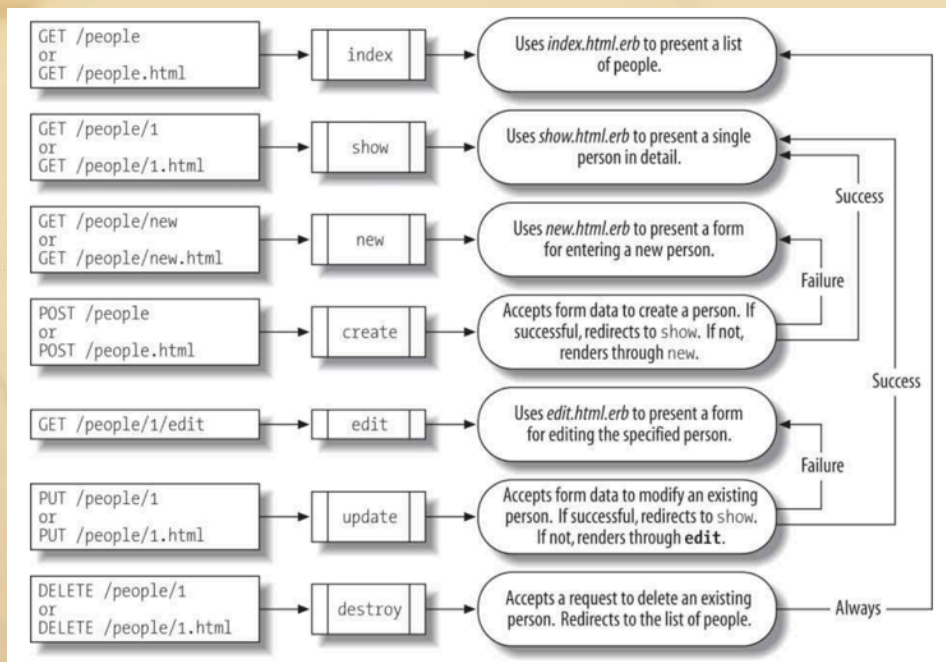 GET /people
or
GET /people.html
index
Uses index.html.erb to present a list
of people.
GET /people/1
or
GET /people/1.html
show
Uses show.html.erb to present a single
person in detail.
Success
GET /people/new
or
GET /people/new.html
new
Uses new.html.erb to present a form
for entering a new person.
Failure
POST /people
or
POST /people.html
create
Accepts form data to create a person. If
successful, redirects to show. If not,
renders through new.
Success
GET /people/1/edit
edit
Uses edit.html.erb to present a form
for editing the specified person.
Failure
PUT /people/1
or
PUT /people/1.html
update
Accepts form data to modify an existing
person. If successful, redirects to show.
If not, renders through edit.
DELETE /people/1
or
DELETE /people/1.html
destroy
Accepts a request to delete an existing
person. Redirects to the list of people.
Always